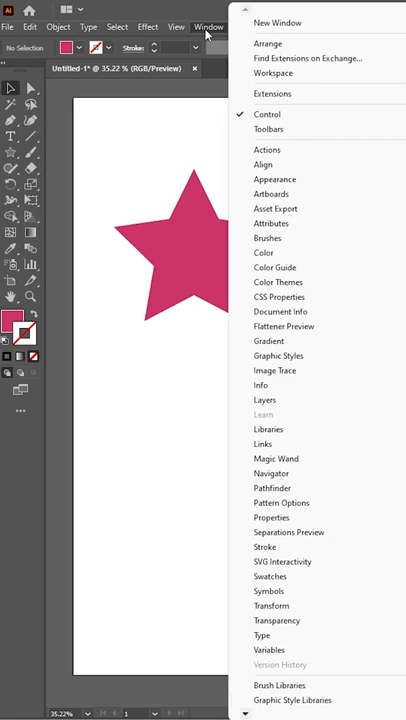 Ai
File Edit Object Type Select Effect View Window
No Selection Stroke:
Untitled-1* @ 35.22 % (RGB/Preview) ×
New Window
Arrange
Find Extensions on Exchange...
Workspace
Extensions
Control
Toolbars
Actions
Align
Appearance
Artboards
Asset Export
Attributes
Brushes
Color
Color Guide
Color Themes
CSS Properties
Document Info
Flattener Preview
Gradient
Graphic Styles
Image Trace
Info
Layers
Learn
Libraries
Links
Magic Wand
Navigator
Pathfinder
Pattern Options
Properties
Separations Preview
Stroke
SVG Interactivity
Swatches
Symbols
Transform
Transparency
Type
Variables
Version History
Brush Libraries
Graphic Style Libraries
35.22% 1